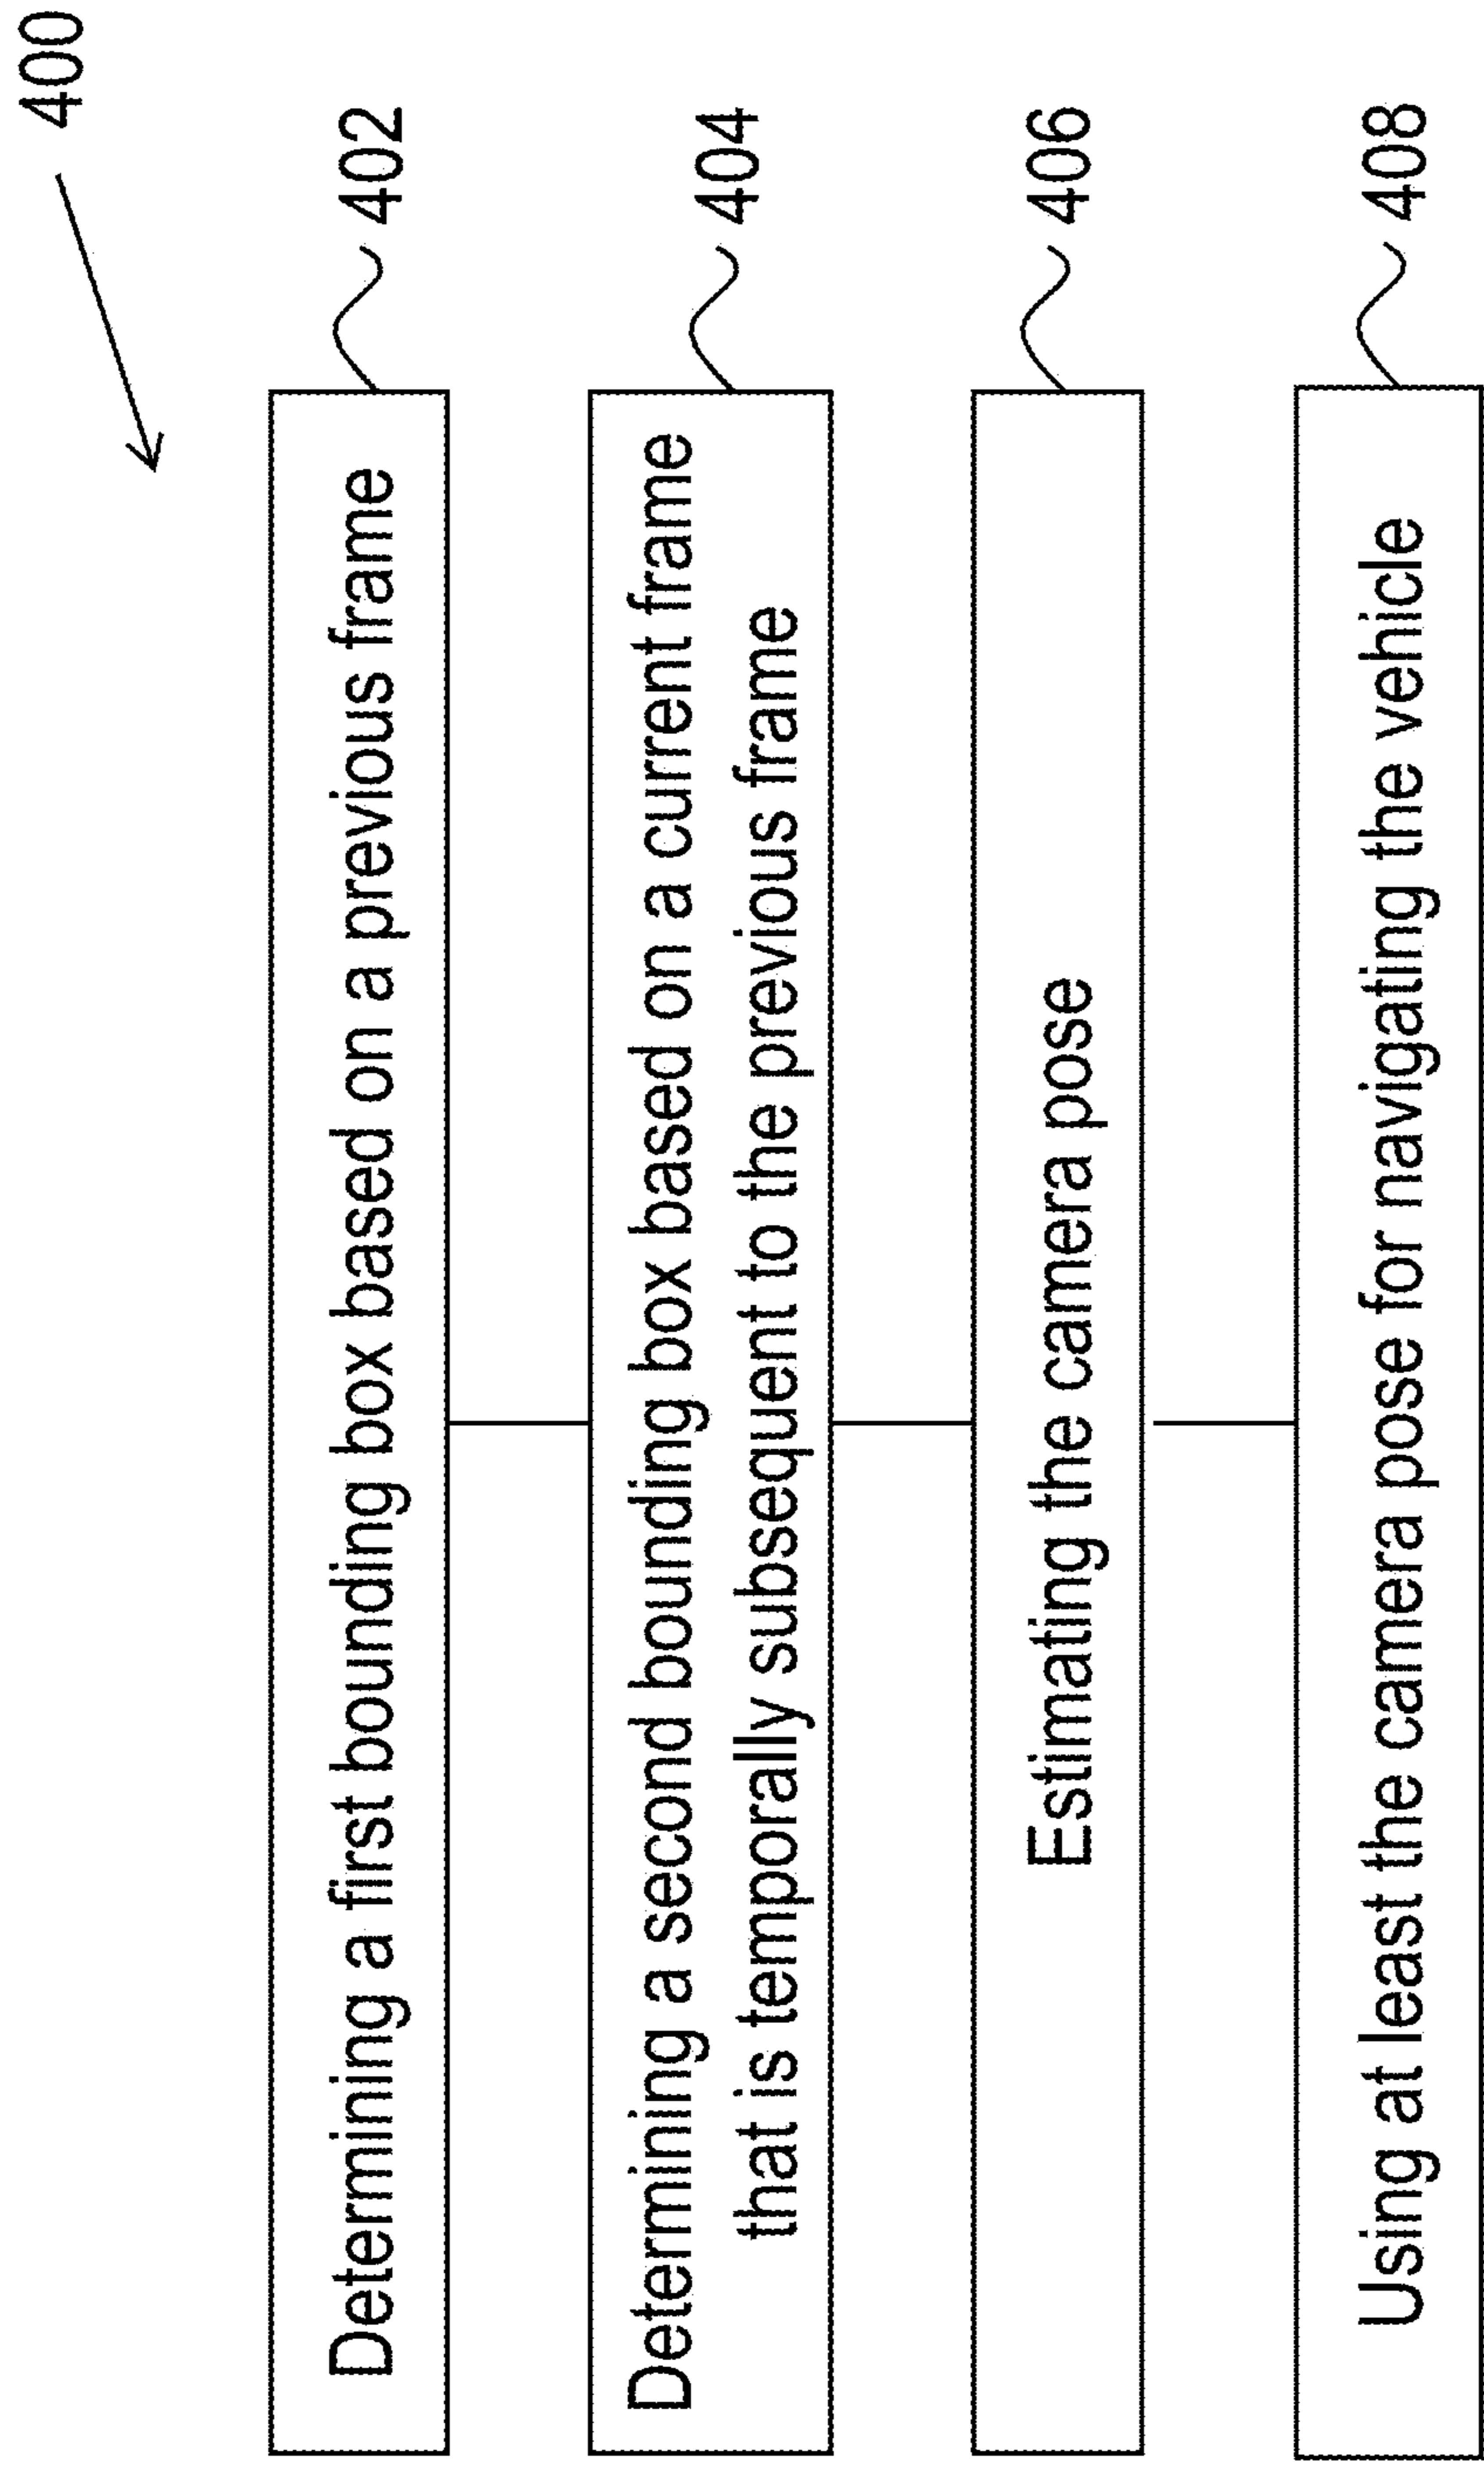 400
Determining a first bounding box based on a previous frame
402
Determining a second bounding box based on a current frame
that is temporally subsequent to the previous frame
404
Estimating the camera pose
406
Using at least the camera pose for navigating the vehicle
408